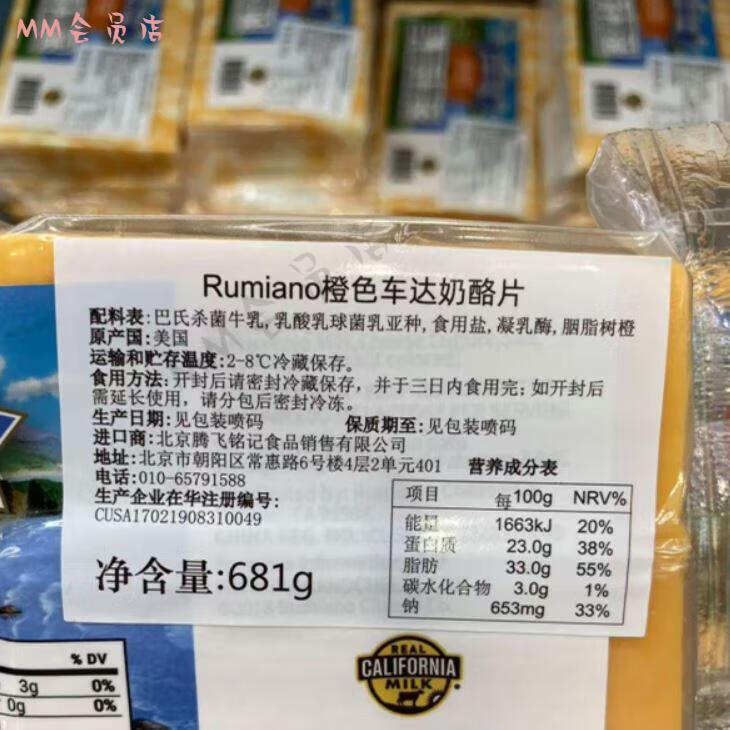 MM会员店
Rumiano橙色车达奶酪片
配料表:巴氏杀菌牛乳,乳酸乳球菌乳亚种,食用盐,凝乳酶,胭脂树橙
原产国:美国
运输和贮存温度:2-8℃冷藏保存。
食用方法:开封后请密封冷藏保存，并于三日内食用完;如开封后
需延长使用，请分包后密封冷冻。
生产日期:见包装喷码 保质期至:见包装喷码
进口商:北京腾飞铭记食品销售有限公司
地址:北京市朝阳区常惠路6号楼4层2单元401
电话:010-65791588
生产企业在华注册编号:
CUSA17021908310049
净含量:681g
营养成分表
项目 每100g NRV%
能量 1663kJ 20%
蛋白质 23.0g 38%
脂肪 33.0g 55%
碳水化合物 3.0g 1%
钠 653mg 33%
MM会员店
% DV
3g 0%
0g 0%
REAL
CALIFORNIA
MILK